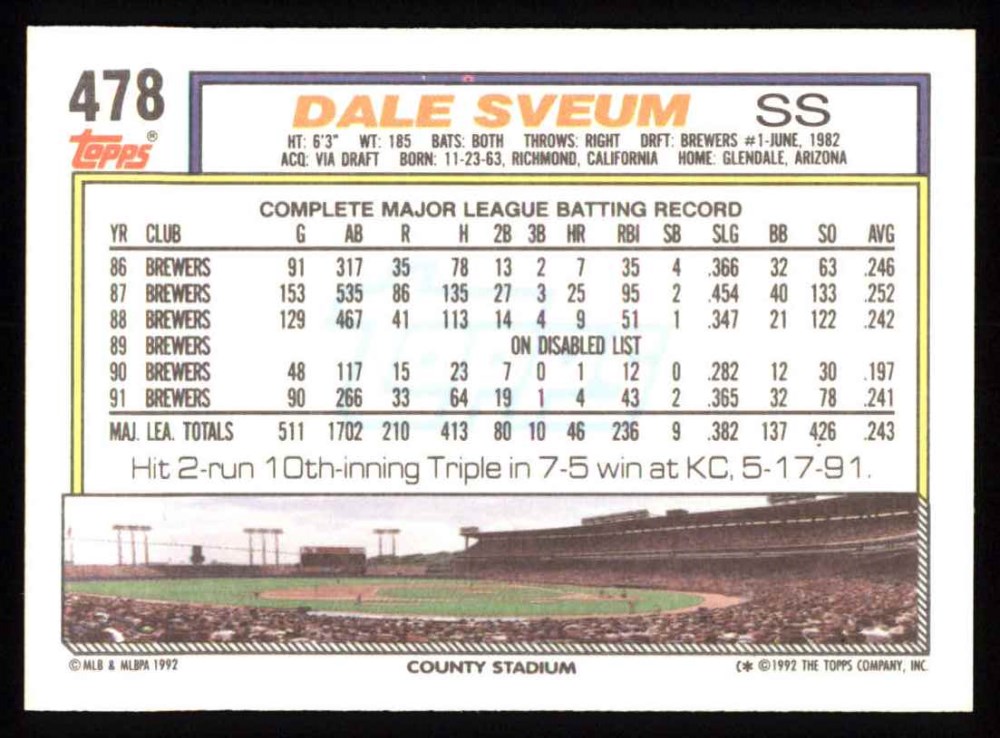 478
Topps®
DALE SVEUM SS
HT: 6'3" WT: 185 BATS: BOTH THROWS: RIGHT DRFT: BREWERS #1-JUNE, 1982
ACQ: VIA DRAFT BORN: 11-23-63, RICHMOND, CALIFORNIA HOME: GLENDALE, ARIZONA
COMPLETE MAJOR LEAGUE BATTING RECORD
YR CLUB G AB R H 2B 3B HR RBI SB SLG BB SO AVG
86 BREWERS 91 317 35 78 13 2 7 35 4 .366 32 63 .246
87 BREWERS 153 535 86 135 27 3 25 95 2 .454 40 133 .252
88 BREWERS 129 467 41 113 14 4 9 51 1 .347 21 122 .242
89 BREWERS ON DISABLED LIST
90 BREWERS 48 117 15 23 7 0 1 12 0 .282 12 30 .197
91 BREWERS 90 266 33 64 19 1 4 43 2 .365 32 78 .241
MAJ. LEA. TOTALS 511 1702 210 413 80 10 46 236 9 .382 137 426 .243
Hit 2-run 10th-inning Triple in 7-5 win at KC, 5-17-91.
© MLB & MLBPA 1992 COUNTY STADIUM C* © 1992 THE TOPPS COMPANY, INC.